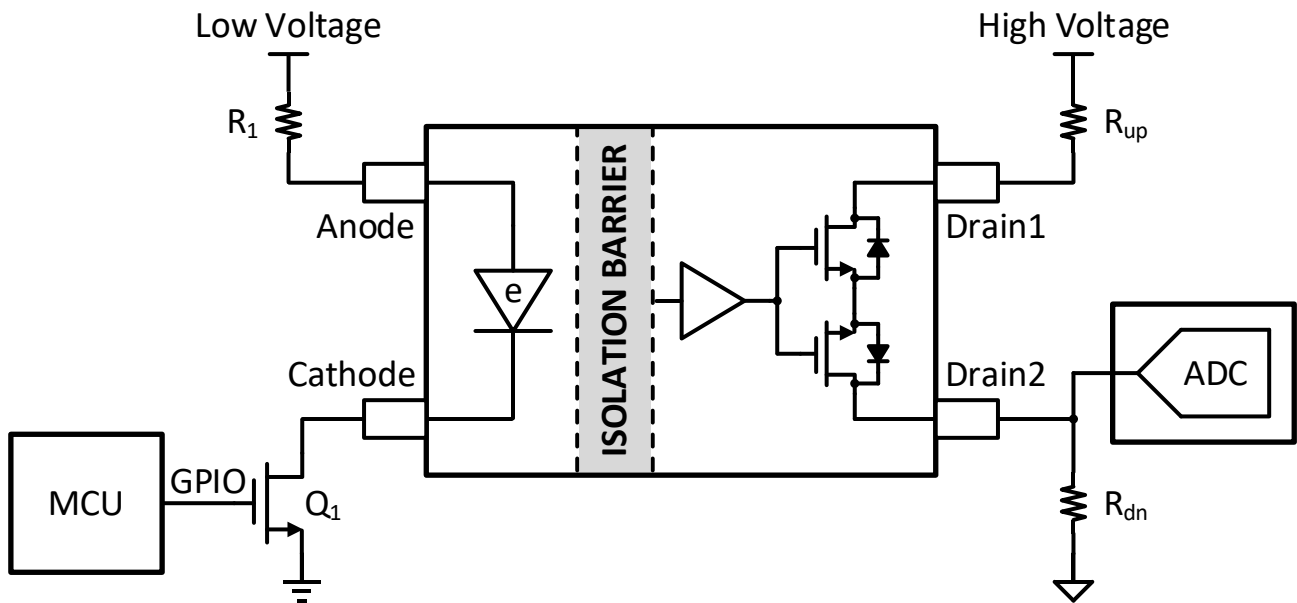 Low Voltage
High Voltage
R1
Rup
Anode
ISOLATION BARRIER
Drain1
e
Cathode
Drain2
ADC
MCU
GPIO
Q1
Rdn